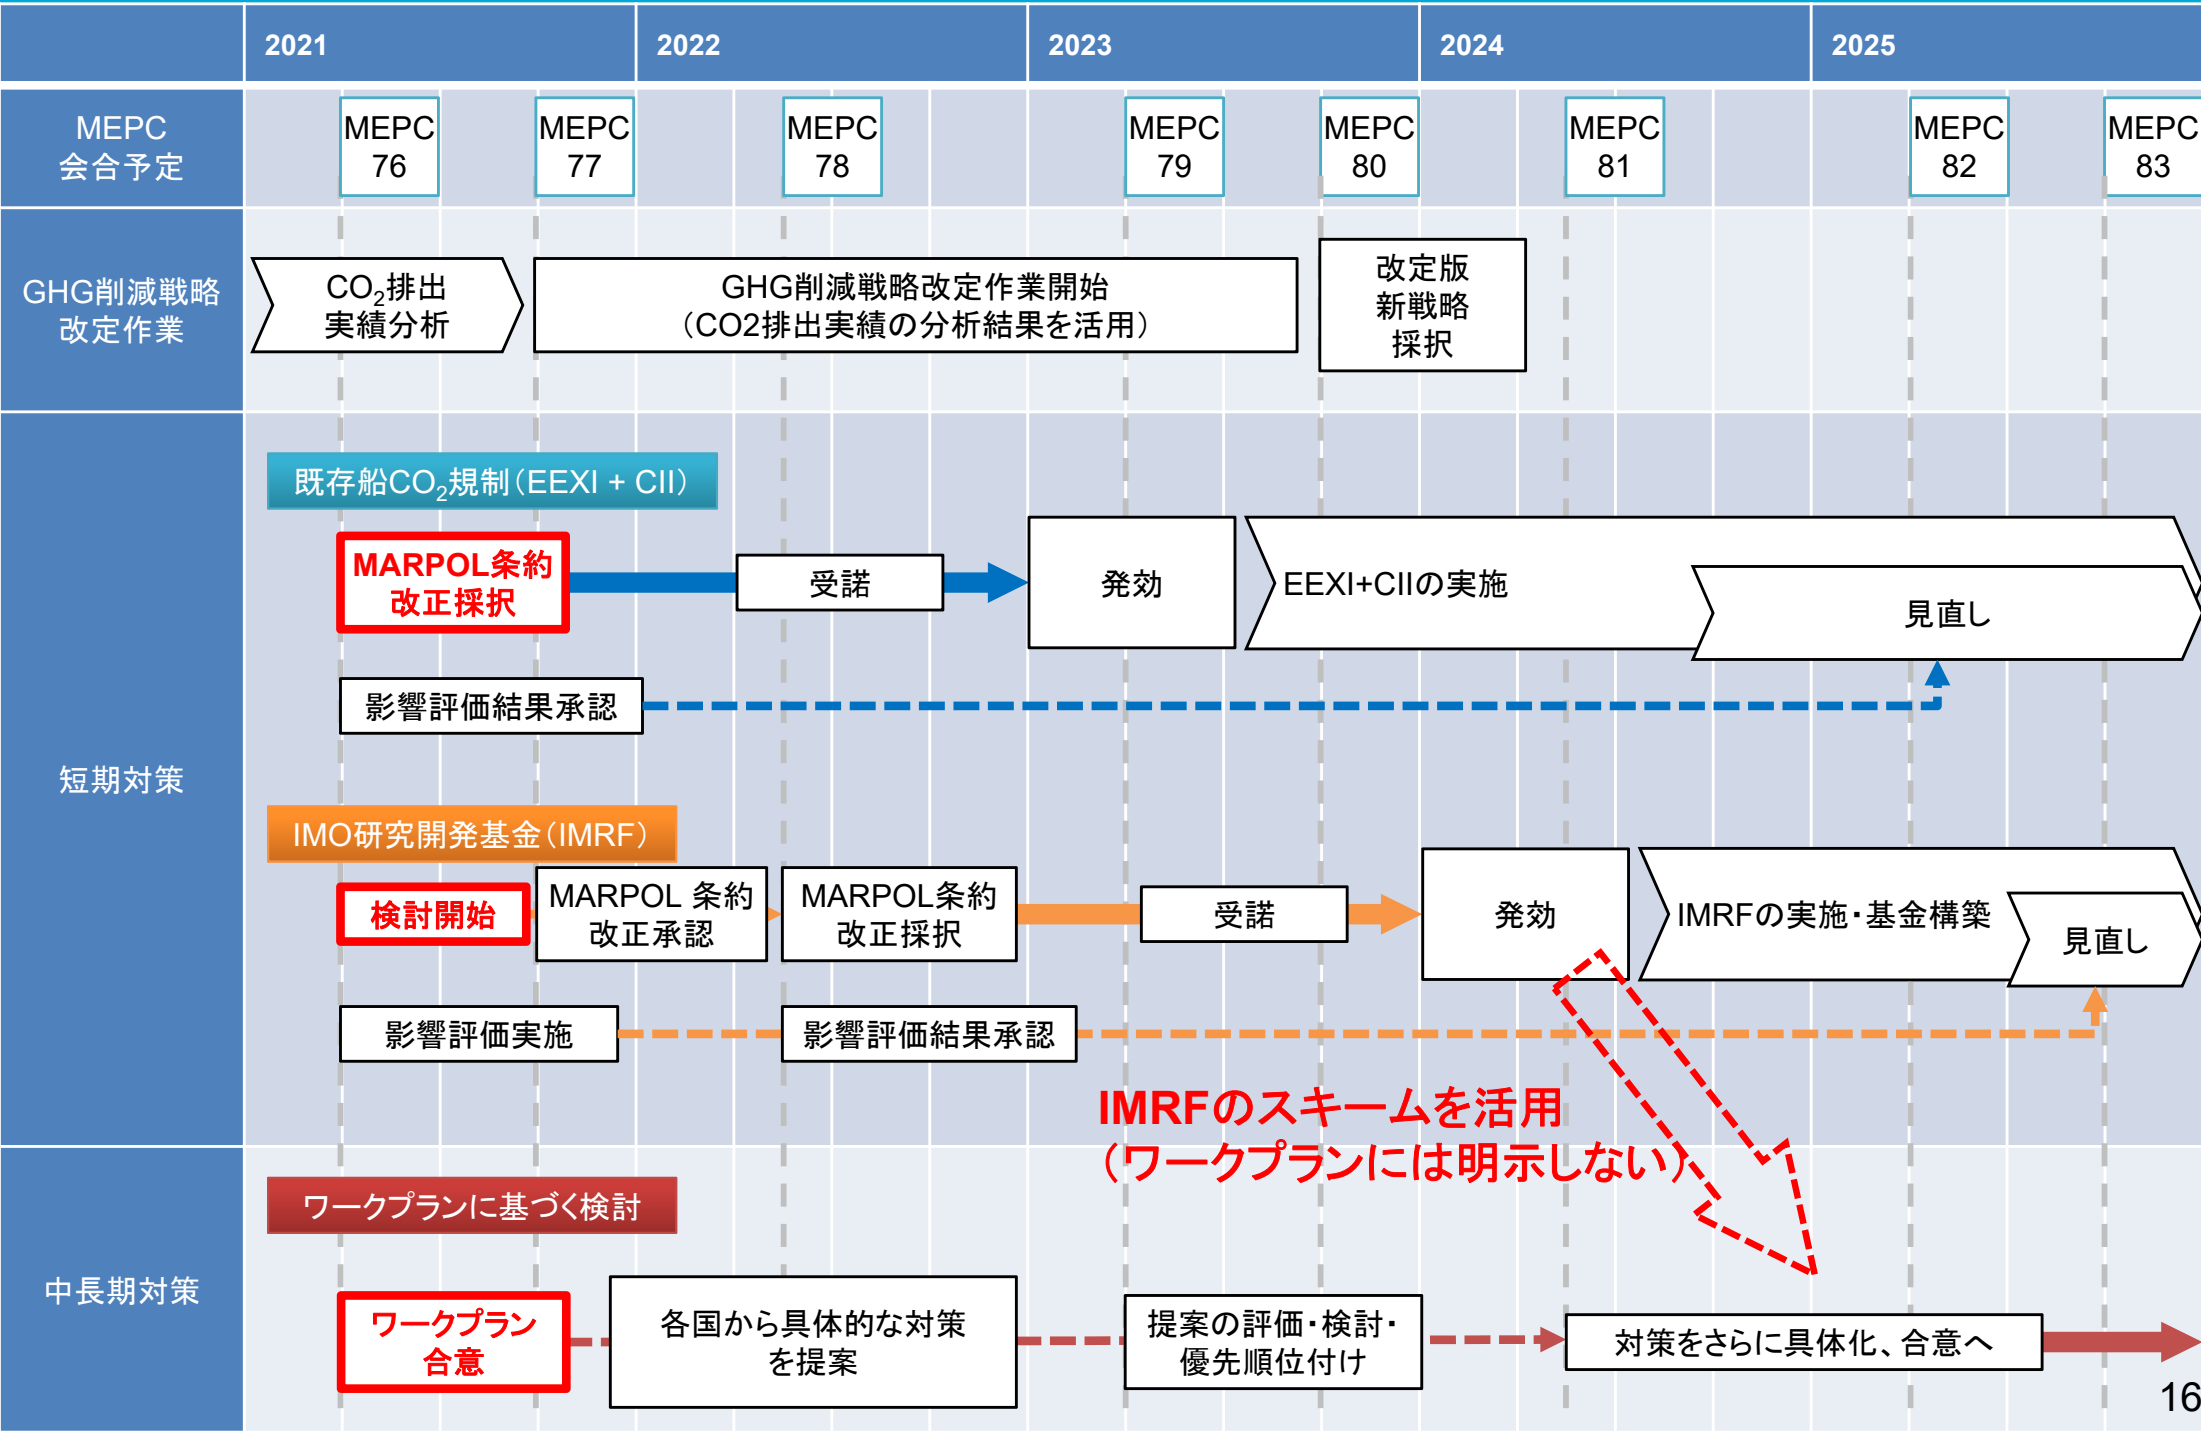 2021
2022
2023
2024
2025
MEPC
会合予定
MEPC
76
MEPC
77
MEPC
78
MEPC
79
MEPC
80
MEPC
81
MEPC
82
MEPC
83
GHG削減戦略
改定作業
CO₂排出
実績分析
GHG削減戦略改定作業開始
（CO2排出実績の分析結果を活用）
改定版
新戦略
採択
短期対策
既存船CO₂規制（EEXI + CII）
MARPOL条約
改正採択
受諾
発効
EEXI+CIIの実施
見直し
影響評価結果承認
IMO研究開発基金（IMRF）
検討開始
MARPOL 条約
改正承認
MARPOL条約
改正採択
受諾
発効
IMRFの実施・基金構築
見直し
影響評価実施
影響評価結果承認
IMRFのスキームを活用
（ワークプランには明示しない）
中長期対策
ワークプランに基づく検討
ワークプラン
合意
各国から具体的な対策
を提案
提案の評価・検討・
優先順位付け
対策をさらに具体化、合意へ
16